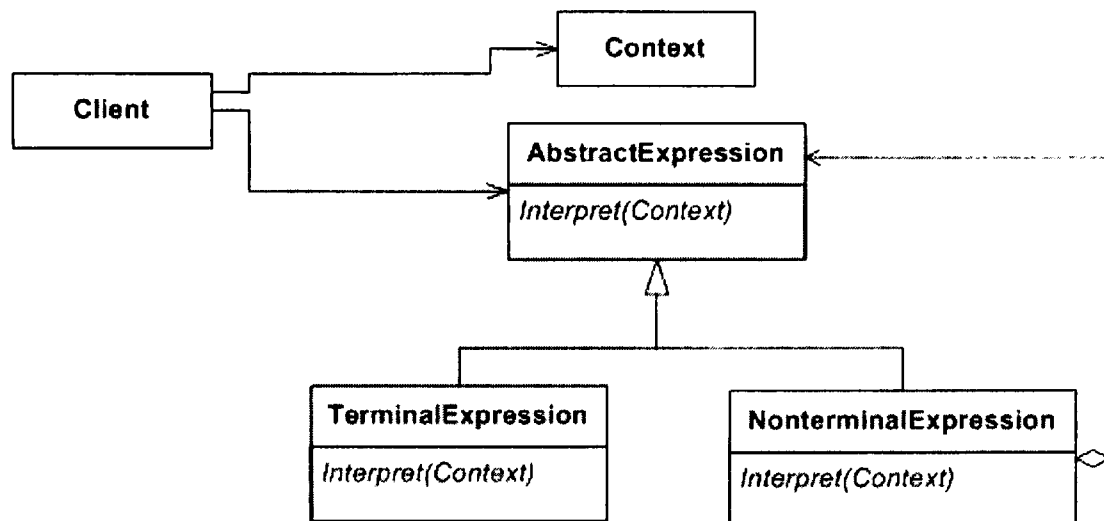 Context
Client
AbstractExpression
Interpret(Context)
TerminalExpression
Interpret(Context)
NonterminalExpression
Interpret(Context)